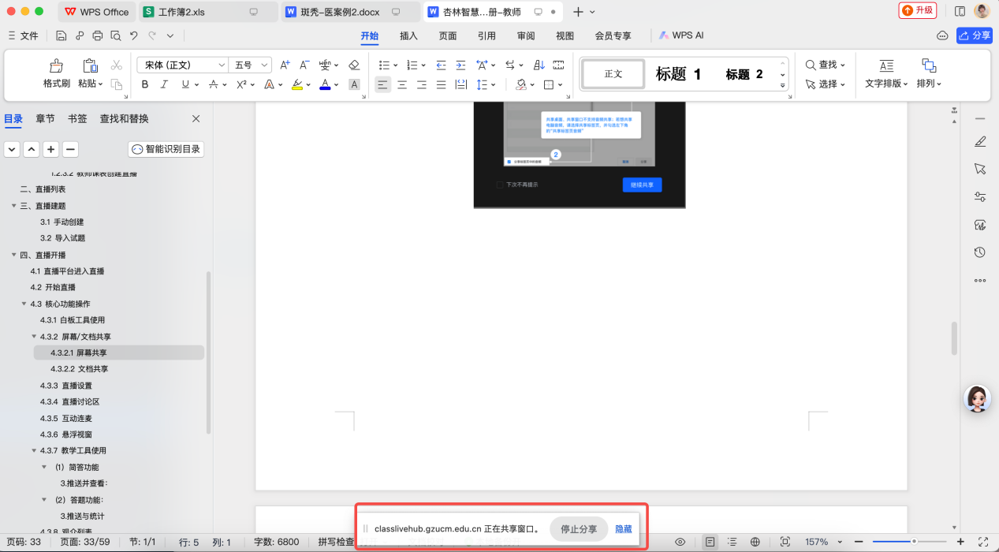 WPS Office
工作簿2.xls
斑秃-医案例2.docx
杏林智慧...册-教师
升级
文件
开始
插入
页面
引用
审阅
视图
会员专享
WPS AI
分享
格式刷
粘贴
宋体 (正文)
五号
正文
标题 1
标题 2
查找
选择
文字排版
排列
目录
章节
书签
查找和替换
智能识别目录
1.2.3.2 教师课表创建直播
二、直播列表
三、直播建题
3.1 手动创建
3.2 导入试题
四、直播开播
4.1 直播平台进入直播
4.2 开始直播
4.3 核心功能操作
4.3.1 白板工具使用
4.3.2 屏幕/文档共享
4.3.2.1 屏幕共享
4.3.2.2 文档共享
4.3.3 直播设置
4.3.4 直播讨论区
4.3.5 互动连麦
4.3.6 悬浮视窗
4.3.7 教学工具使用
(1) 简答功能
3.推送并查看:
(2) 答题功能:
3.推送与统计
4.3.8 观众列表
共享桌面、共享窗口不支持音频共享；若想共享
电脑音频，请选择共享标签页，并勾选左下角
的“共享标签页音频”
2
下次不再提示
继续共享
classlivehub.gzucm.edu.cn 正在共享窗口。
停止分享
隐藏
页码: 33
页面: 33/59
节: 1/1
行: 5
列: 1
字数: 6800
拼写检查
157%